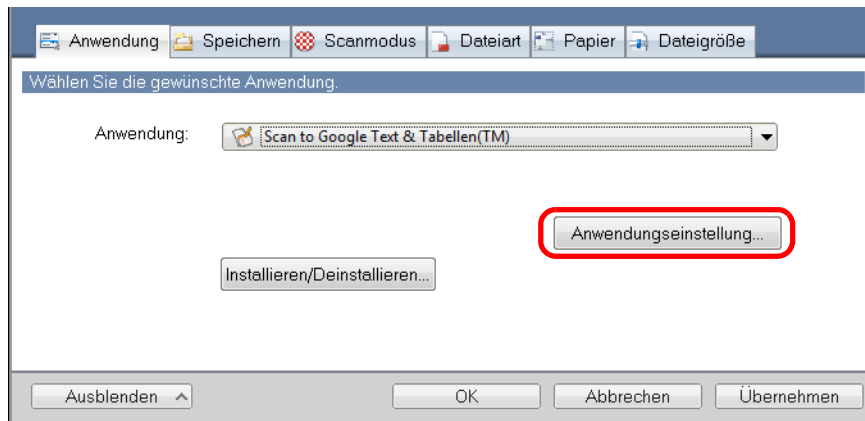 Anwendung Speichern Scanmodus Dateiart Papier Dateigröße
Wählen Sie die gewünschte Anwendung.
Anwendung: Scan to Google Text & Tabellen(TM)
Anwendungseinstellung...
Installieren/Deinstallieren...
Ausblenden OK Abbrechen Übernehmen